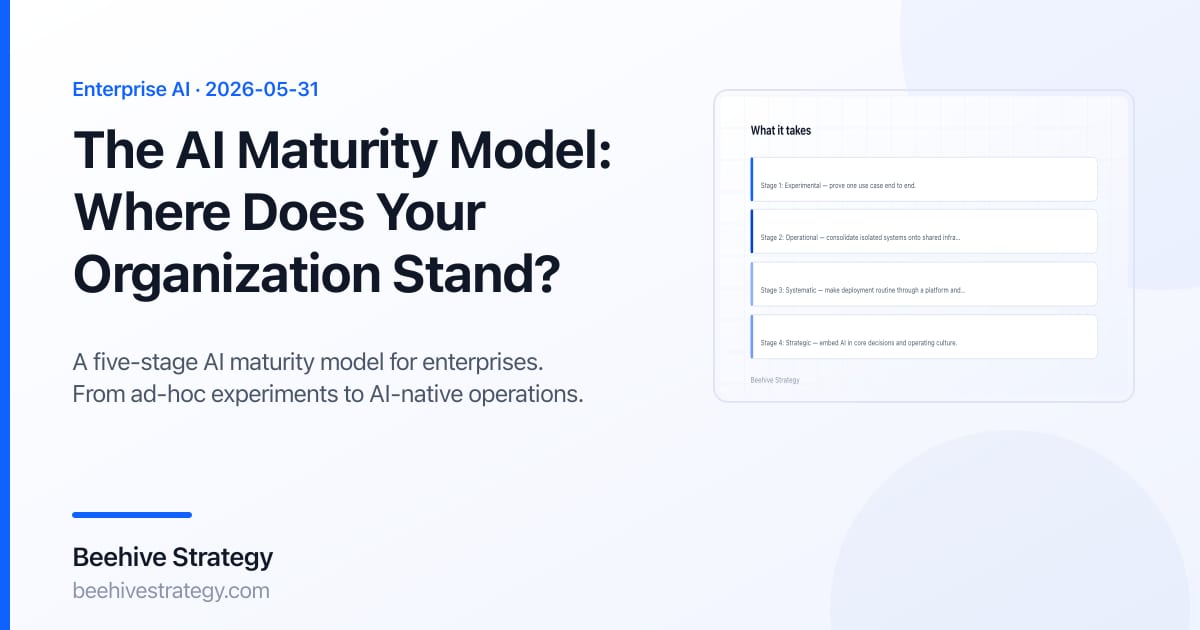 Enterprise AI · 2026-05-31
The AI Maturity Model:
Where Does Your
Organization Stand?
A five-stage AI maturity model for enterprises.
From ad-hoc experiments to AI-native operations.
Beehive Strategy
beehivestrategy.com
What it takes
Stage 1: Experimental — prove one use case end to end.
Stage 2: Operational — consolidate isolated systems onto shared infra...
Stage 3: Systematic — make deployment routine through a platform and...
Stage 4: Strategic — embed AI in core decisions and operating culture.
Beehive Strategy